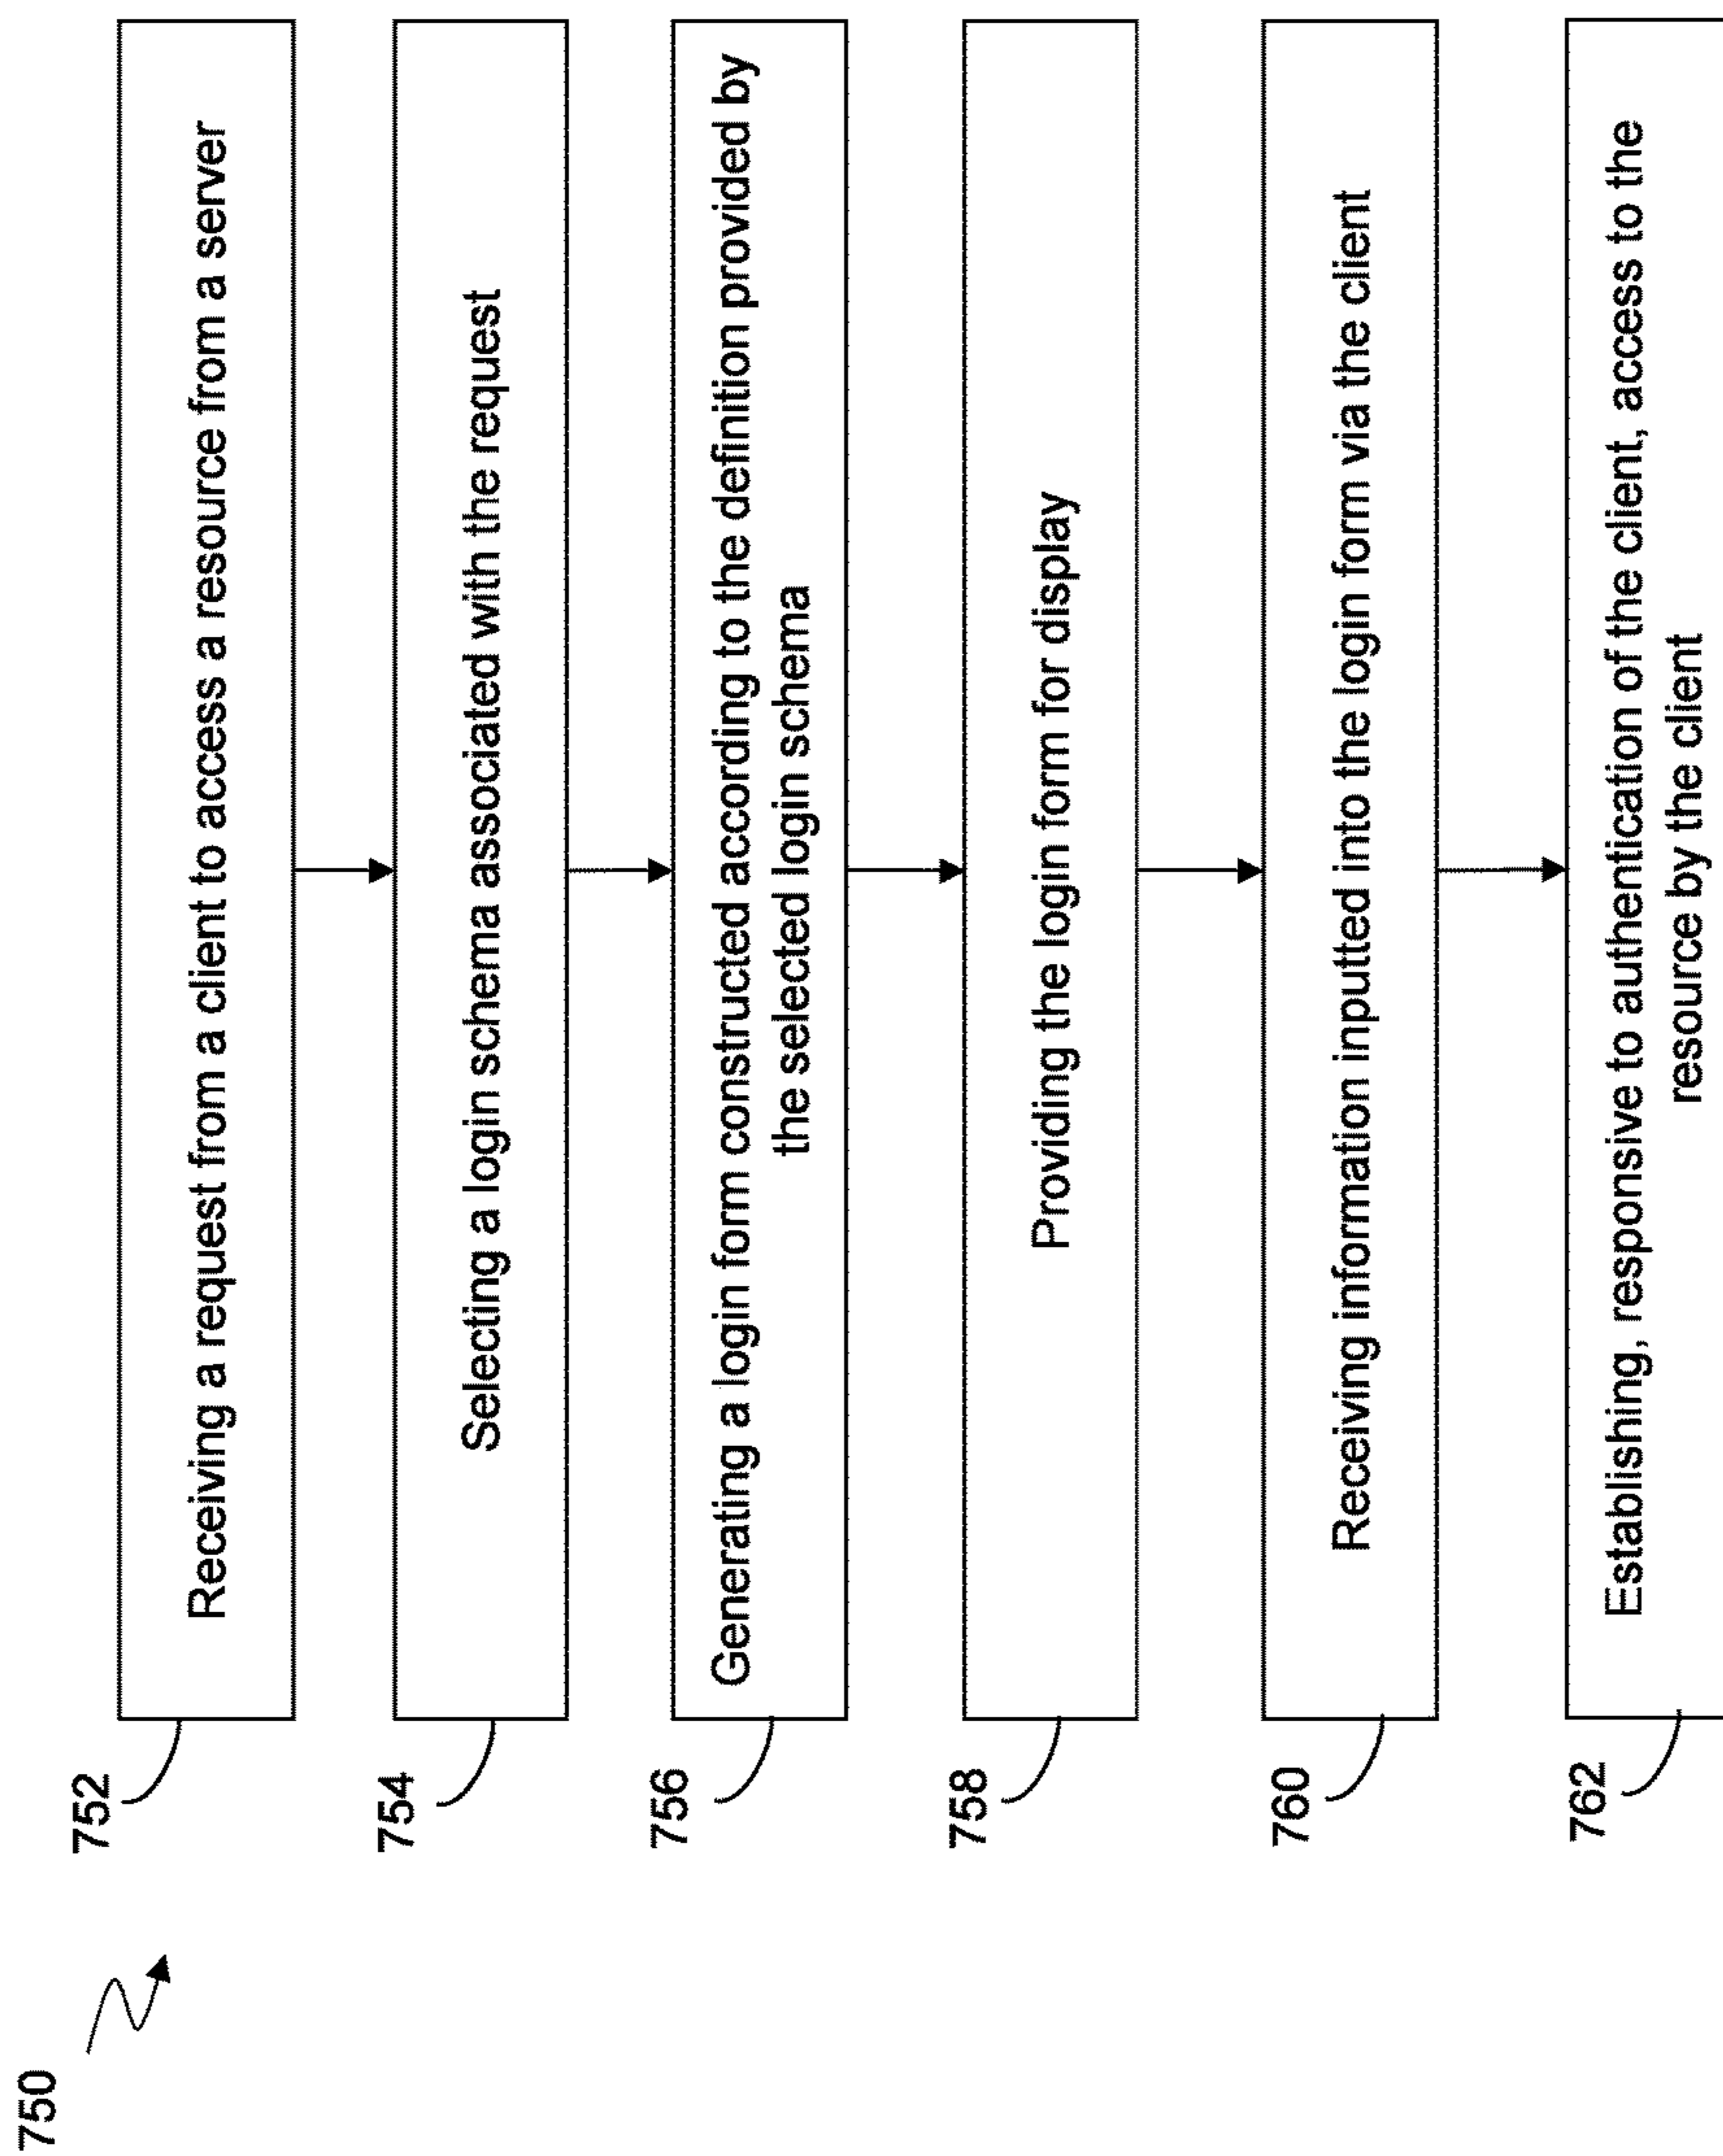 750
752
Receiving a request from a client to access a resource from a server
754
Selecting a login schema associated with the request
756
Generating a login form constructed according to the definition provided by
the selected login schema
758
Providing the login form for display
760
Receiving information inputted into the login form via the client
762
Establishing, responsive to authentication of the client, access to the
resource by the client